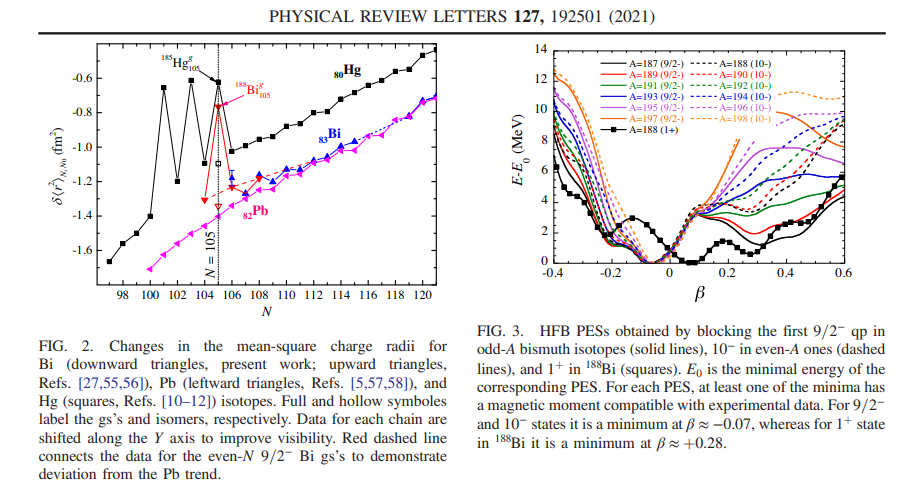 PHYSICAL REVIEW LETTERS 127, 192501 (2021)
-0.6
-0.8
-1.0
-1.2
-1.4
-1.6
δ⟨r²⟩N,N₀ (fm²)
¹⁸⁵Hgᵍ₁₀₅
₈₀Hg
¹⁸⁸Biᵍ₁₀₅
₈₃Bi
₈₂Pb
N = 105
98 100 102 104 106 108 110 112 114 116 118 120
N
14
12
10
8
6
4
2
0
E-E₀ (MeV)
A=187 (9/2-) A=188 (10-)
A=189 (9/2-) A=190 (10-)
A=191 (9/2-) A=192 (10-)
A=193 (9/2-) A=194 (10-)
A=195 (9/2-) A=196 (10-)
A=197 (9/2-) A=198 (10-)
A=188 (1+)
-0.4 -0.2 0 0.2 0.4 0.6
β
FIG. 2. Changes in the mean-square charge radii for
Bi (downward triangles, present work; upward triangles,
Refs. [27,55,56]), Pb (leftward triangles, Refs. [5,57,58]), and
Hg (squares, Refs. [10–12]) isotopes. Full and hollow symboles
label the gs's and isomers, respectively. Data for each chain are
shifted along the Y axis to improve visibility. Red dashed line
connects the data for the even-N 9/2⁻ Bi gs's to demonstrate
deviation from the Pb trend.
FIG. 3. HFB PESs obtained by blocking the first 9/2⁻ qp in
odd-A bismuth isotopes (solid lines), 10⁻ in even-A ones (dashed
lines), and 1⁺ in ¹⁸⁸Bi (squares). E₀ is the minimal energy of the
corresponding PES. For each PES, at least one of the minima has
a magnetic moment compatible with experimental data. For 9/2⁻
and 10⁻ states it is a minimum at β ≈ −0.07, whereas for 1⁺ state
in ¹⁸⁸Bi it is a minimum at β ≈ +0.28.